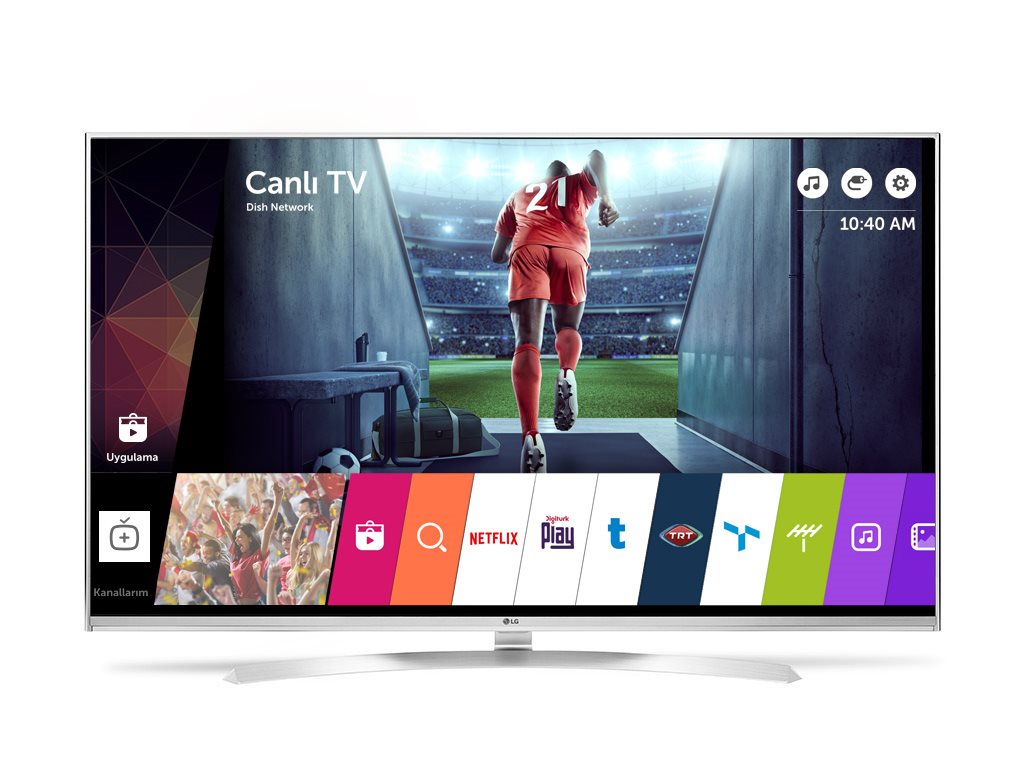 Canlı TV
Dish Network
21
10:40 AM
Uygulama
NETFLIX
Digiturk
Play
t
TRT
Kanallarım
LG